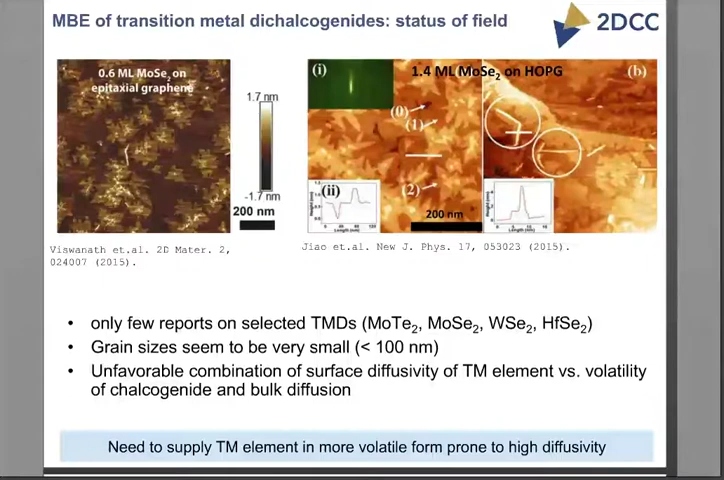 MBE of transition metal dichalcogenides: status of field
2DCC
0.6 ML MoSe2 on
epitaxial graphene
1.7 nm
-1.7 nm
200 nm
(i)
1.4 ML MoSe2 on HOPG
(b)
(0)
(1)
(2)
(ii)
Length (nm)
200 nm
Length (nm)
Viswanath et.al. 2D Mater. 2,
024007 (2015).
Jiao et.al. New J. Phys. 17, 053023 (2015).
• only few reports on selected TMDs (MoTe2, MoSe2, WSe2, HfSe2)
• Grain sizes seem to be very small (< 100 nm)
• Unfavorable combination of surface diffusivity of TM element vs. volatility
of chalcogenide and bulk diffusion
Need to supply TM element in more volatile form prone to high diffusivity